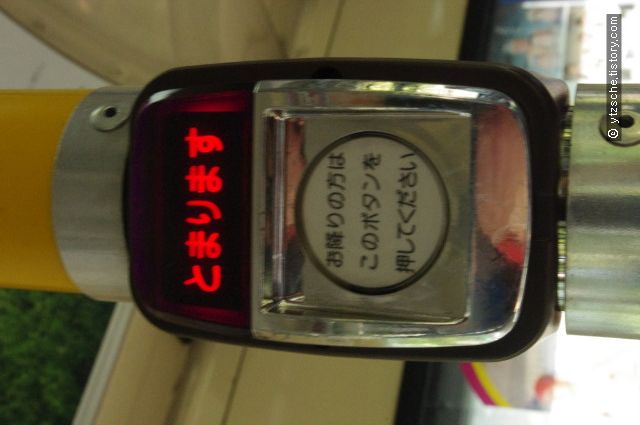 とまります
お降りの方は
このボタンを
押してください
© ytzsche.tistory.com